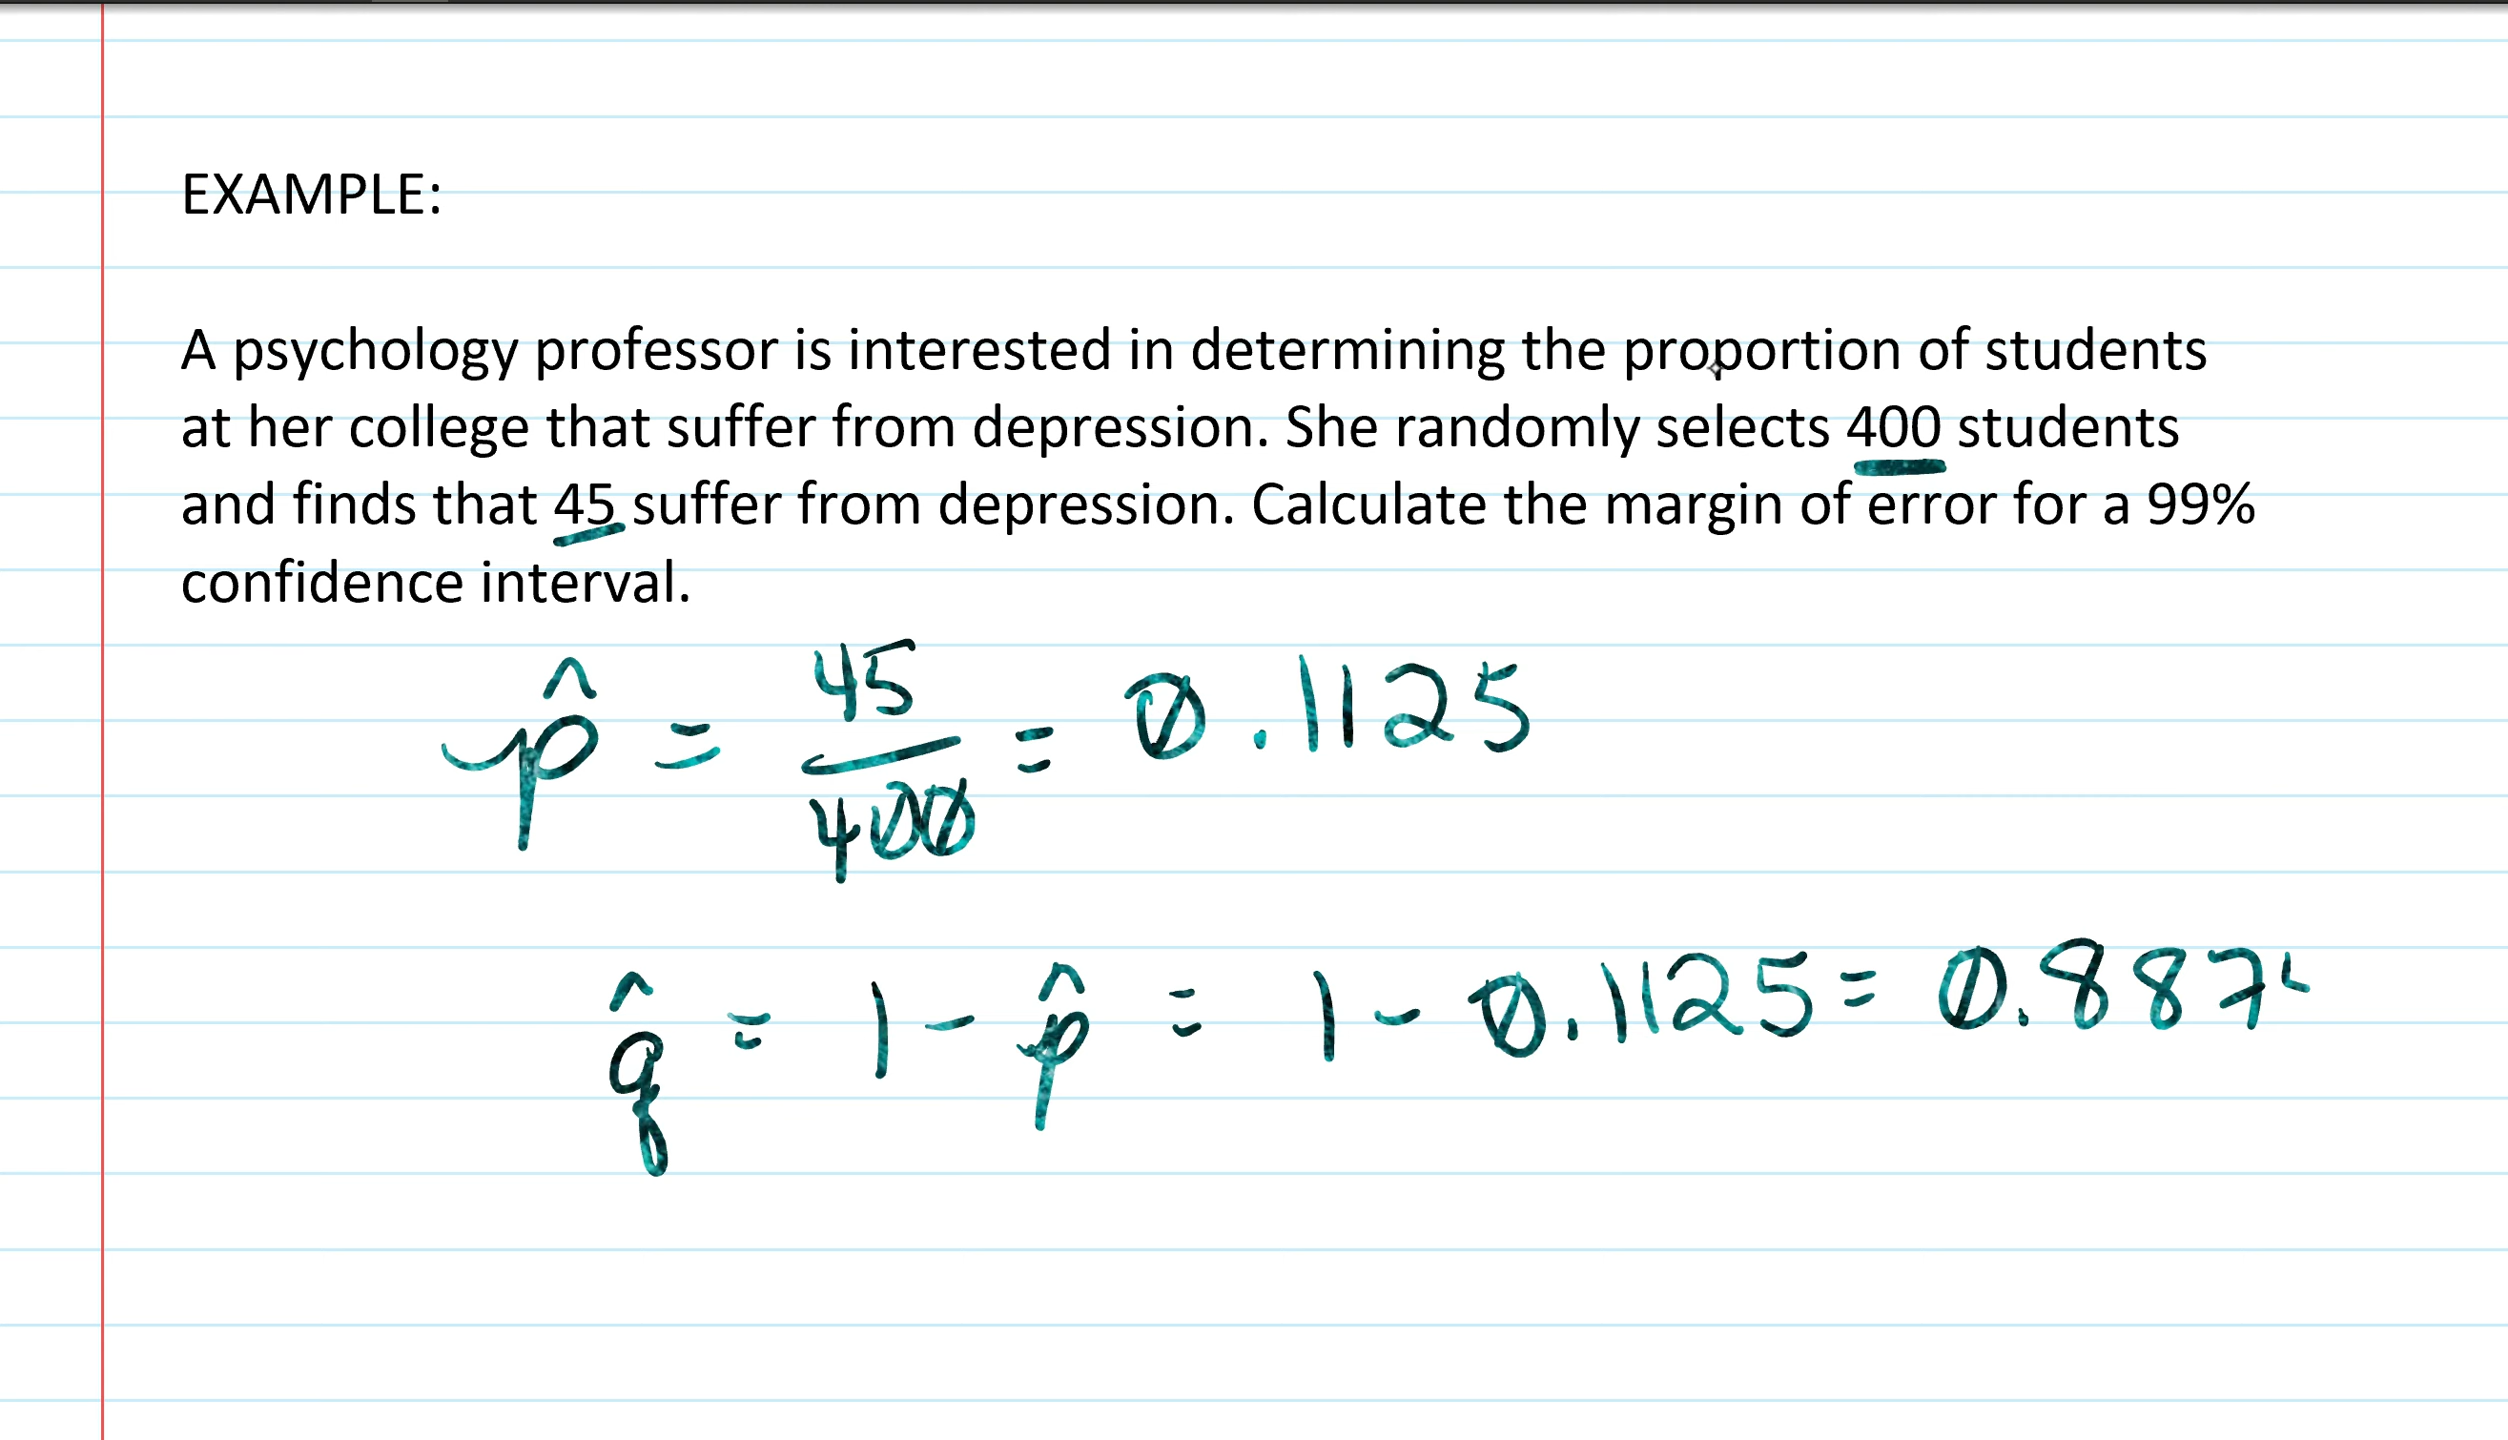 EXAMPLE:
A psychology professor is interested in determining the proportion of students
at her college that suffer from depression. She randomly selects 400 students
and finds that 45 suffer from depression. Calculate the margin of error for a 99%
confidence interval.
p̂ = 45/400 = 0.1125
q̂ = 1 - p̂ = 1 - 0.1125 = 0.887